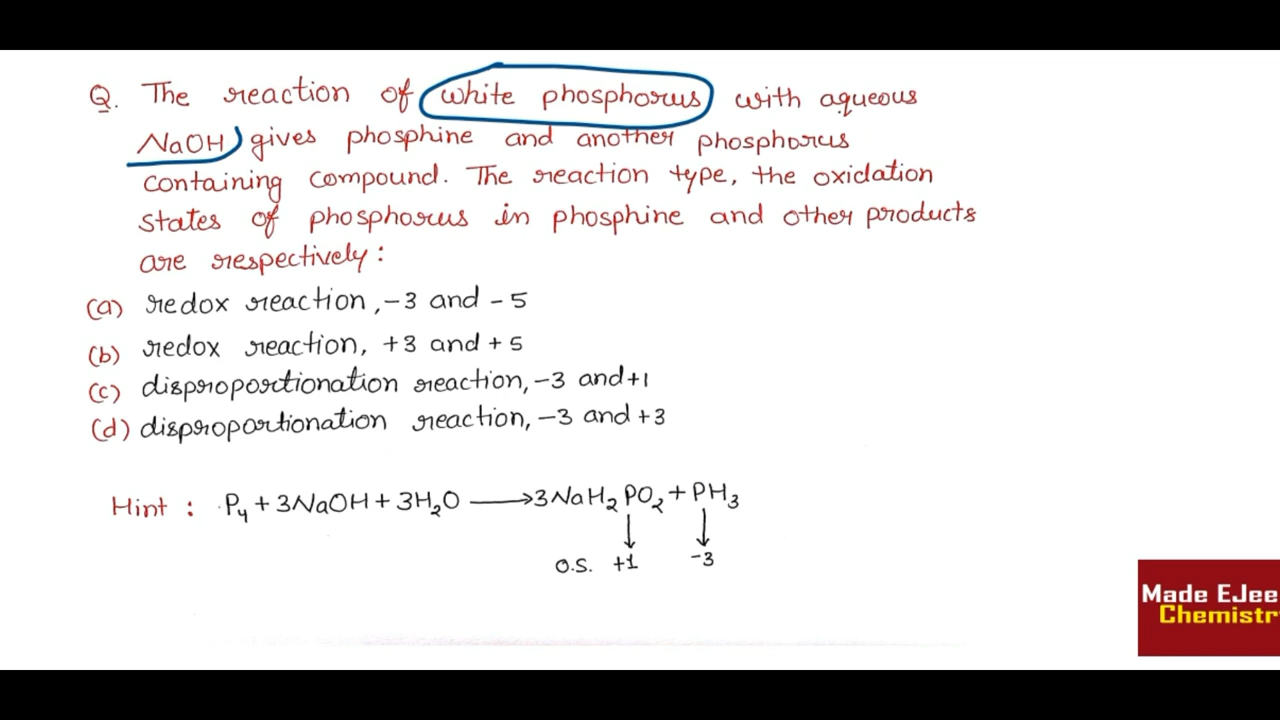 Q. The reaction of white phosphorus with aqueous
NaOH gives phosphine and another phosphorus
containing compound. The reaction type, the oxidation
states of phosphorus in phosphine and other products
are respectively:
(a) redox reaction, -3 and -5
(b) redox reaction, +3 and +5
(c) disproportionation reaction, -3 and +1
(d) disproportionation reaction, -3 and +3
Hint : P₄ + 3NaOH + 3H₂O ⟶ 3NaH₂PO₂ + PH₃
O.S. +1 -3
Made EJee
Chemistr